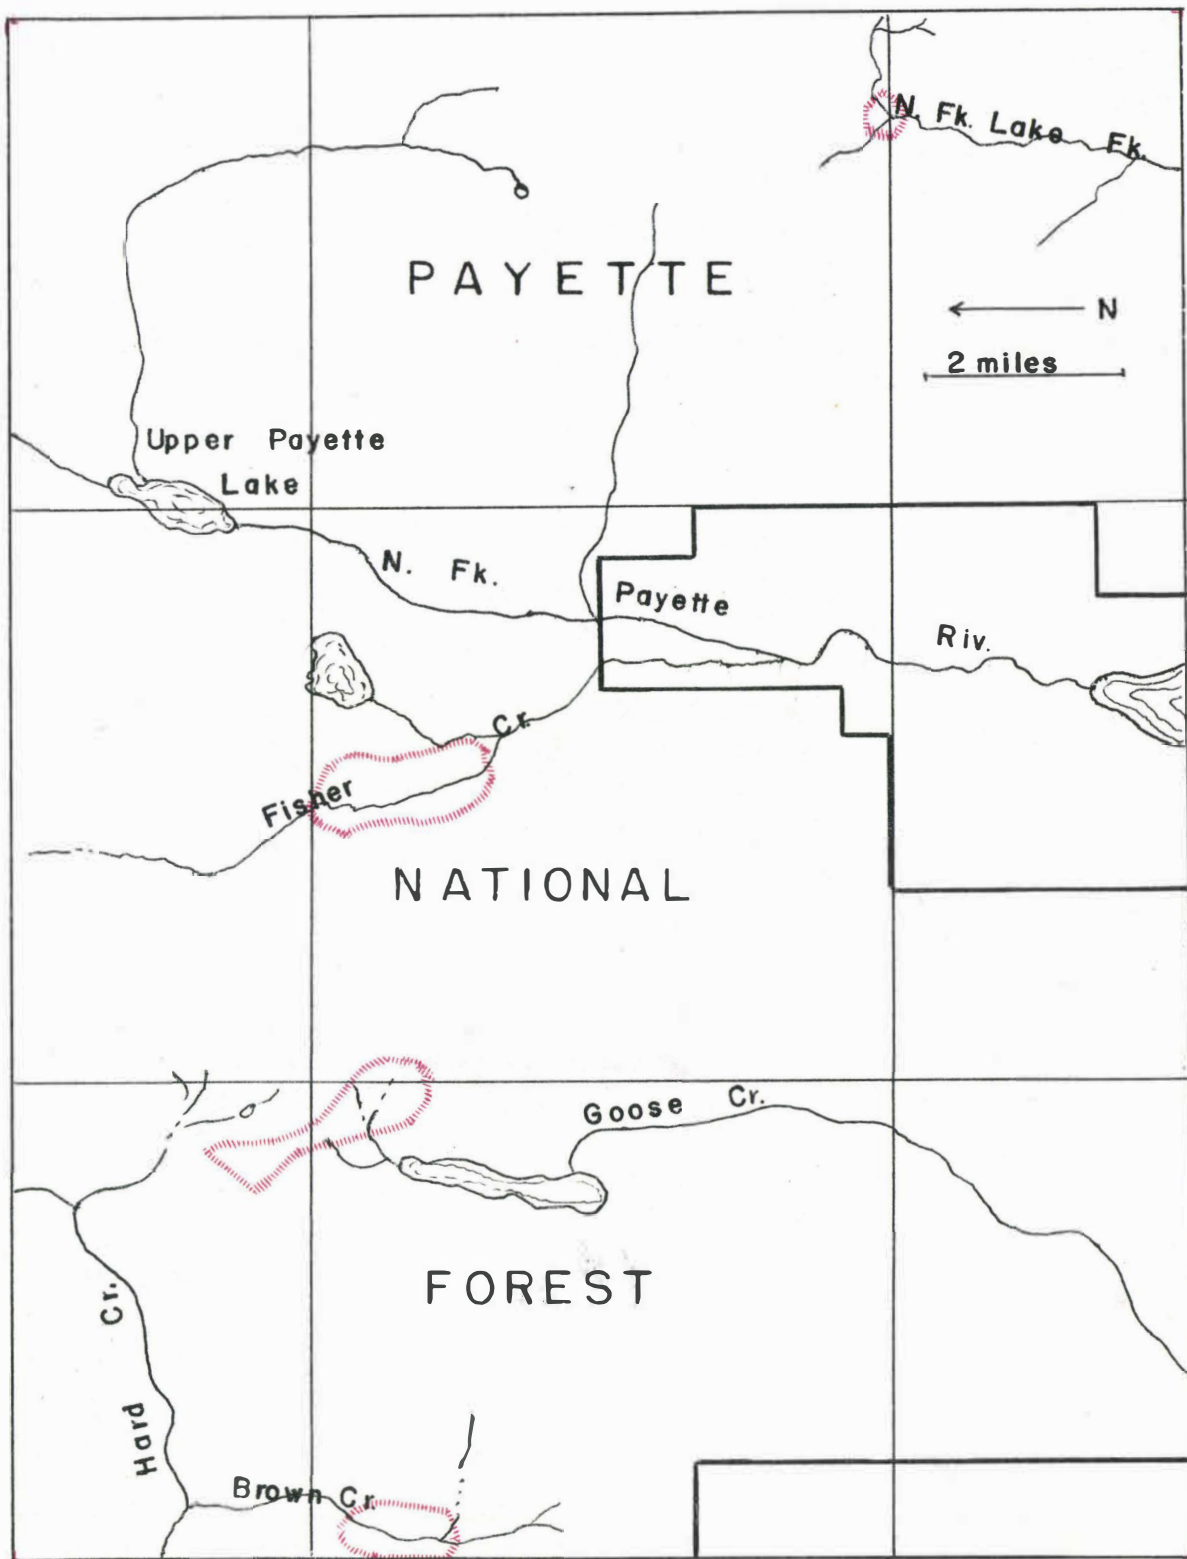 N. Fk. Lake Fk.
PAYETTE
N
2 miles
Upper Payette
Lake
N. Fk.
Payette
Riv.
Cr.
Fisher
NATIONAL
Goose Cr.
FOREST
Cr.
Hard
Brown Cr.